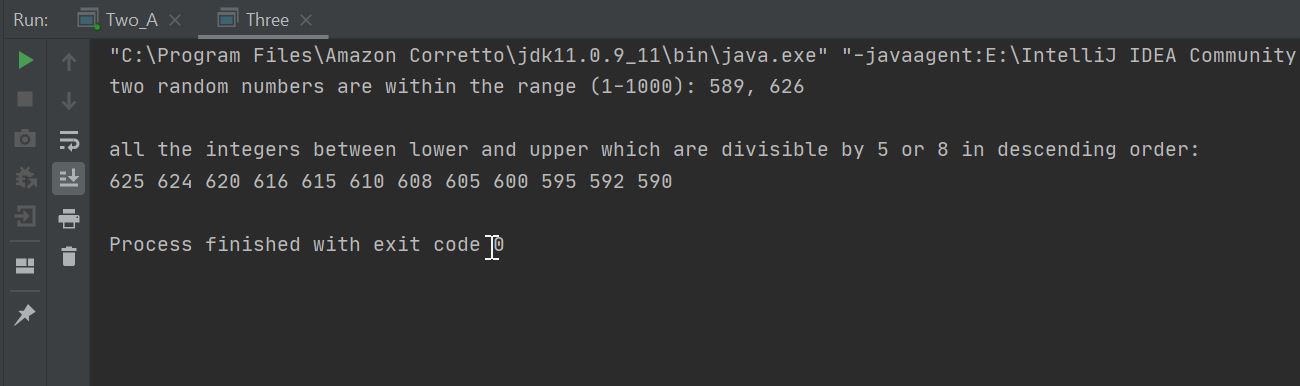 Run: Two_A Three
"C:\Program Files\Amazon Corretto\jdk11.0.9_11\bin\java.exe" "-javaagent:E:\IntelliJ IDEA Community
two random numbers are within the range (1-1000): 589, 626
all the integers between lower and upper which are divisible by 5 or 8 in descending order:
625 624 620 616 615 610 608 605 600 595 592 590
Process finished with exit code 0